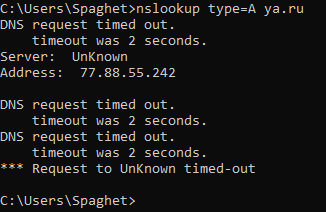 C:\Users\Spaghet>nslookup type=A ya.ru
DNS request timed out.
    timeout was 2 seconds.
Server:  UnKnown
Address:  77.88.55.242

DNS request timed out.
    timeout was 2 seconds.
DNS request timed out.
    timeout was 2 seconds.
*** Request to UnKnown timed-out

C:\Users\Spaghet>